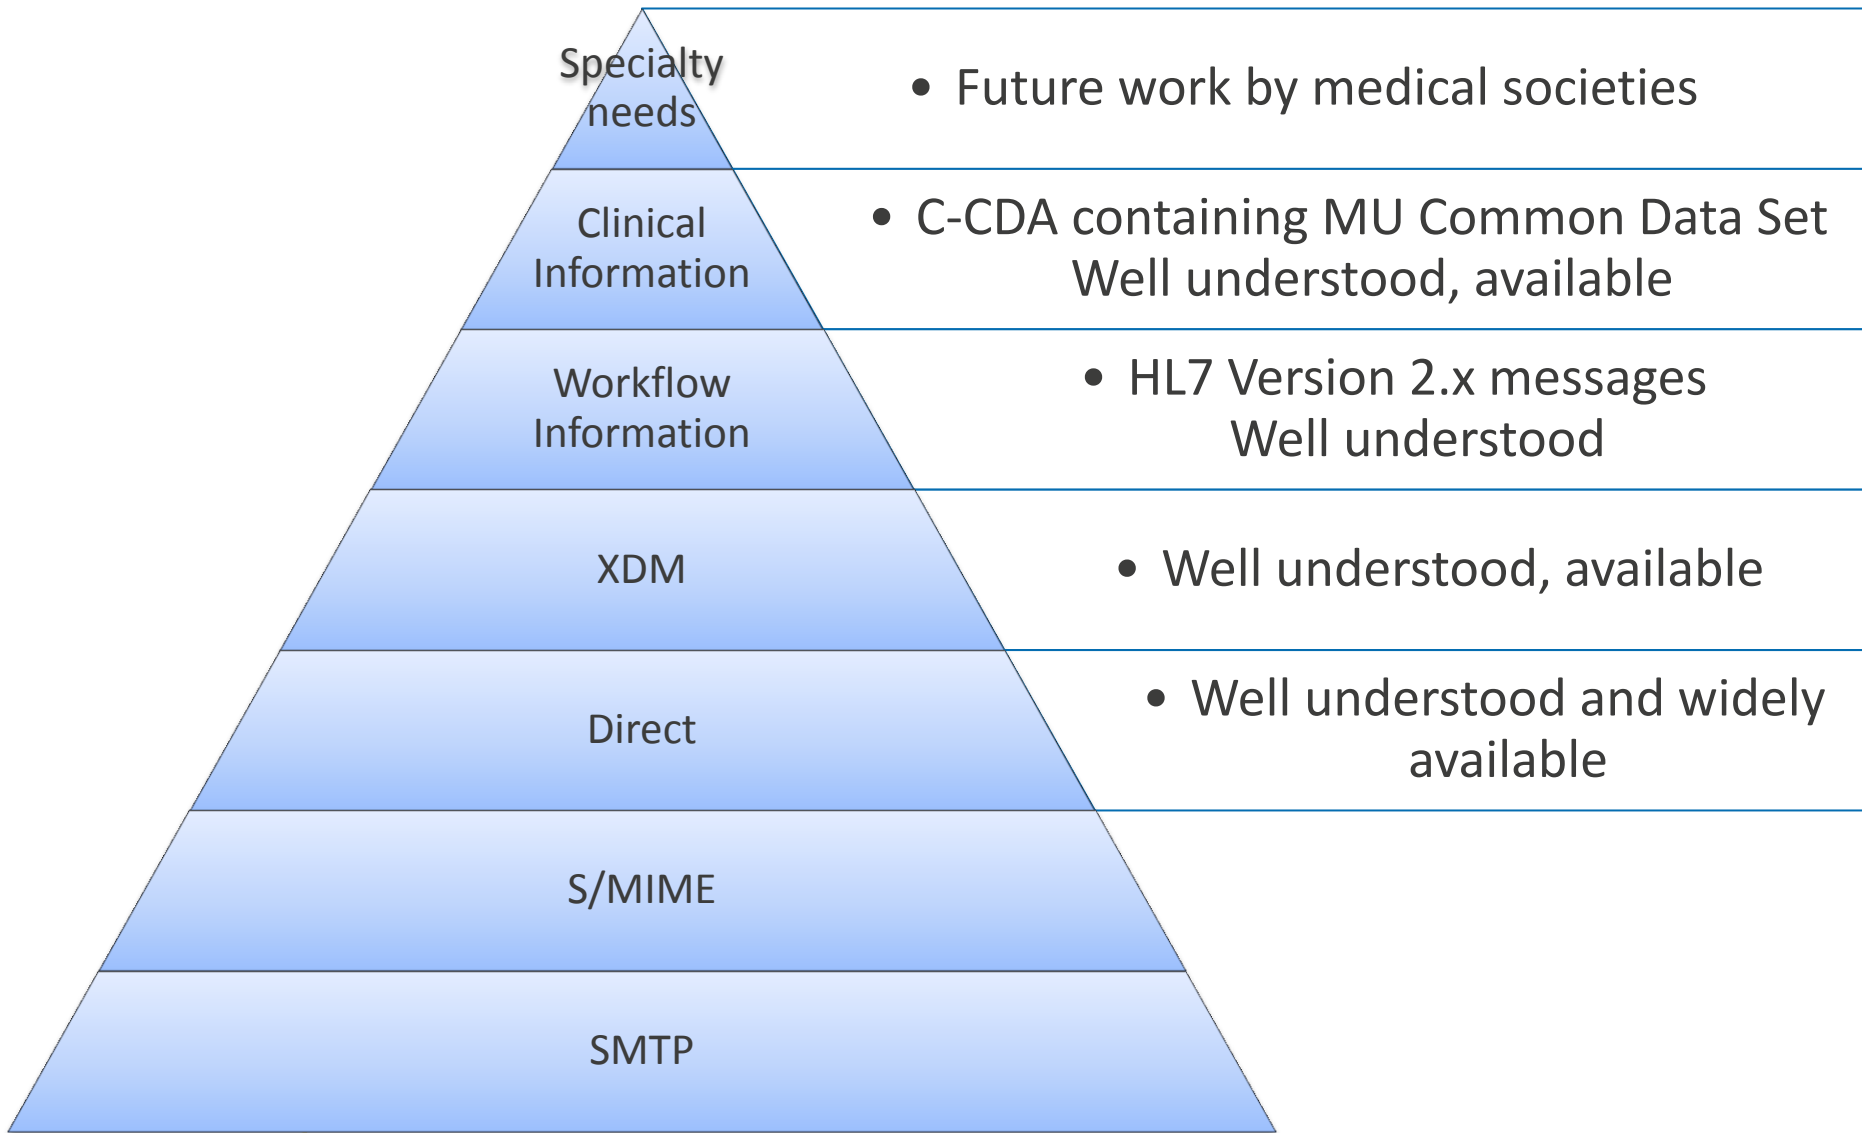 Specialty
needs
• Future work by medical societies
Clinical
Information
• C-CDA containing MU Common Data Set
Well understood, available
Workflow
Information
• HL7 Version 2.x messages
Well understood
XDM
• Well understood, available
Direct
• Well understood and widely
available
S/MIME
SMTP